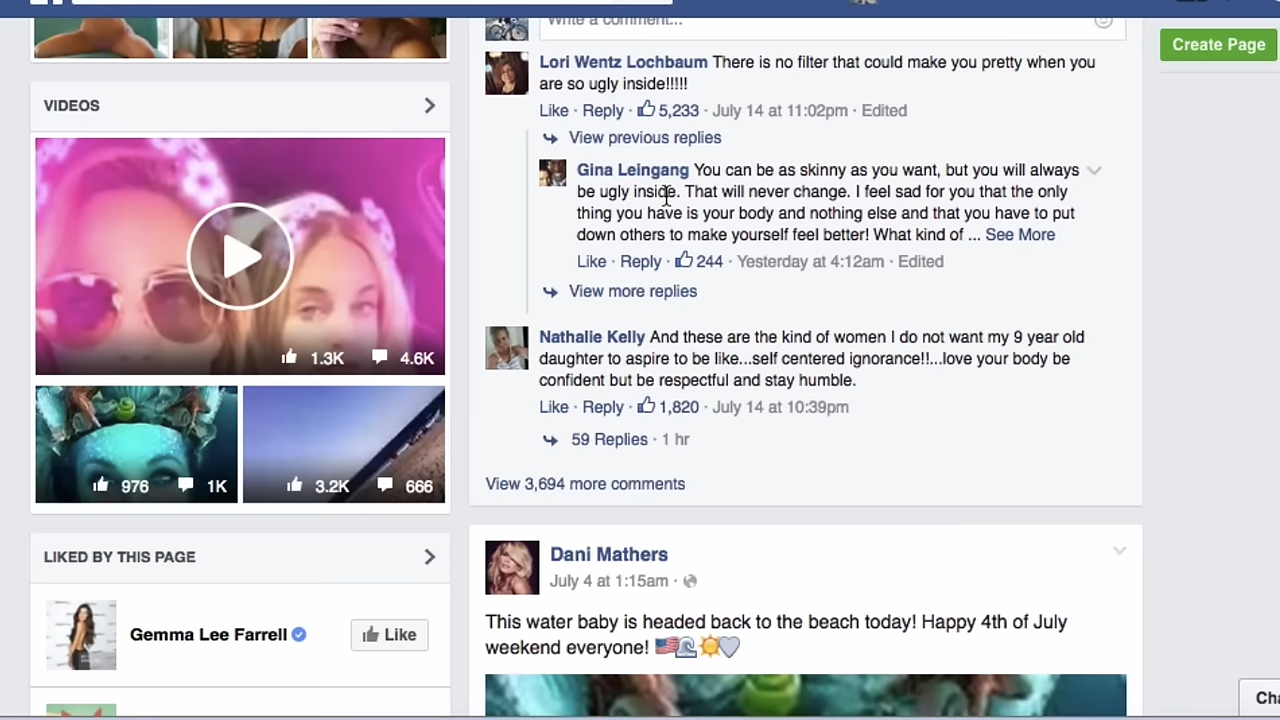 Write a comment...
Create Page
Lori Wentz Lochbaum There is no filter that could make you pretty when you
are so ugly inside!!!!!
Like · Reply · 5,233 · July 14 at 11:02pm · Edited
View previous replies
Gina Leingang You can be as skinny as you want, but you will always
be ugly inside. That will never change. I feel sad for you that the only
thing you have is your body and nothing else and that you have to put
down others to make yourself feel better! What kind of ... See More
Like · Reply · 244 · Yesterday at 4:12am · Edited
View more replies
Nathalie Kelly And these are the kind of women I do not want my 9 year old
daughter to aspire to be like...self centered ignorance!!...love your body be
confident but be respectful and stay humble.
Like · Reply · 1,820 · July 14 at 10:39pm
59 Replies · 1 hr
View 3,694 more comments
VIDEOS
1.3K 4.6K
976 1K
3.2K 666
LIKED BY THIS PAGE
Gemma Lee Farrell
Like
Dani Mathers
July 4 at 1:15am ·
This water baby is headed back to the beach today! Happy 4th of July
weekend everyone! 🇺🇸🌊☀️💙